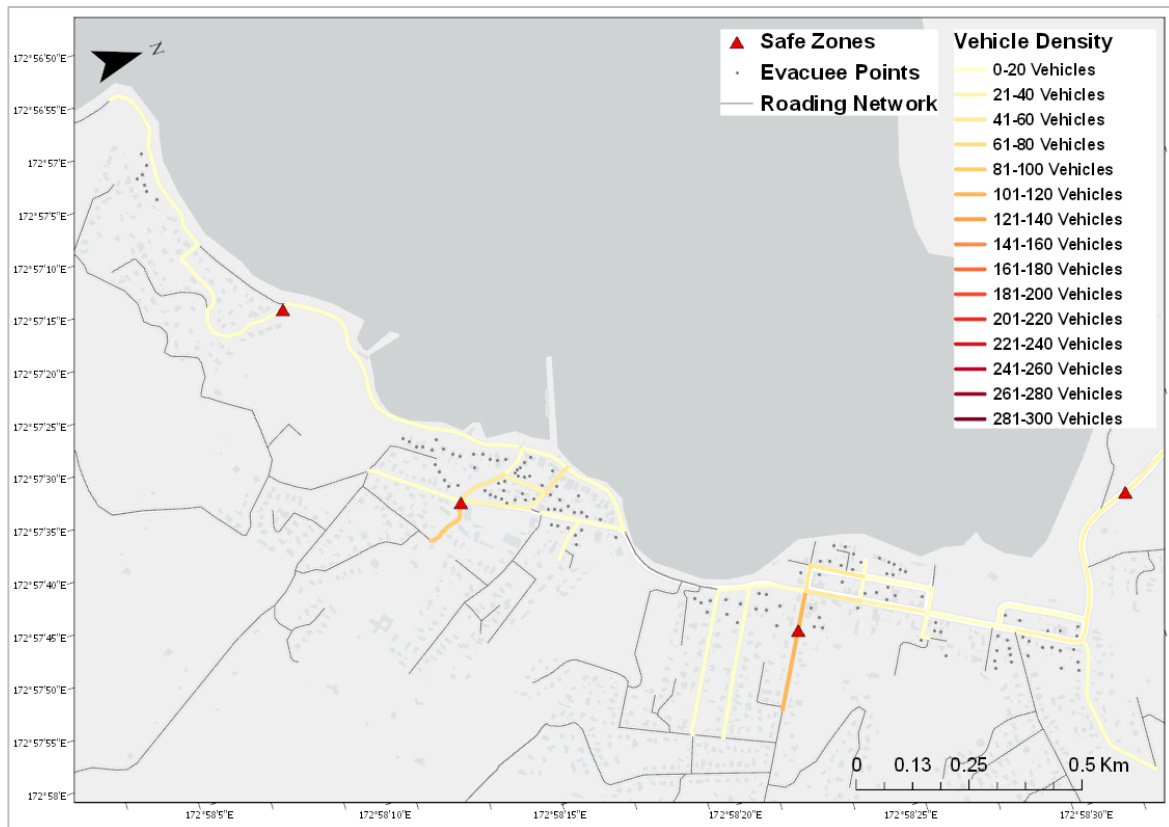 N
Safe Zones
Evacuee Points
Roading Network
Vehicle Density
0-20 Vehicles
21-40 Vehicles
41-60 Vehicles
61-80 Vehicles
81-100 Vehicles
101-120 Vehicles
121-140 Vehicles
141-160 Vehicles
161-180 Vehicles
181-200 Vehicles
201-220 Vehicles
221-240 Vehicles
241-260 Vehicles
261-280 Vehicles
281-300 Vehicles
172°56'50"E
172°56'55"E
172°57'E
172°57'5"E
172°57'10"E
172°57'15"E
172°57'20"E
172°57'25"E
172°57'30"E
172°57'35"E
172°57'40"E
172°57'45"E
172°57'50"E
172°57'55"E
172°58'E
0 0.13 0.25 0.5 Km
172°58'5"E 172°58'10"E 172°58'15"E 172°58'20"E 172°58'25"E 172°58'30"E